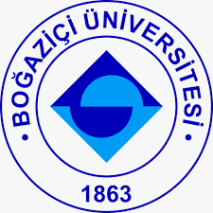 • BOĞAZİÇİ ÜNİVERSİTESİ •
1863